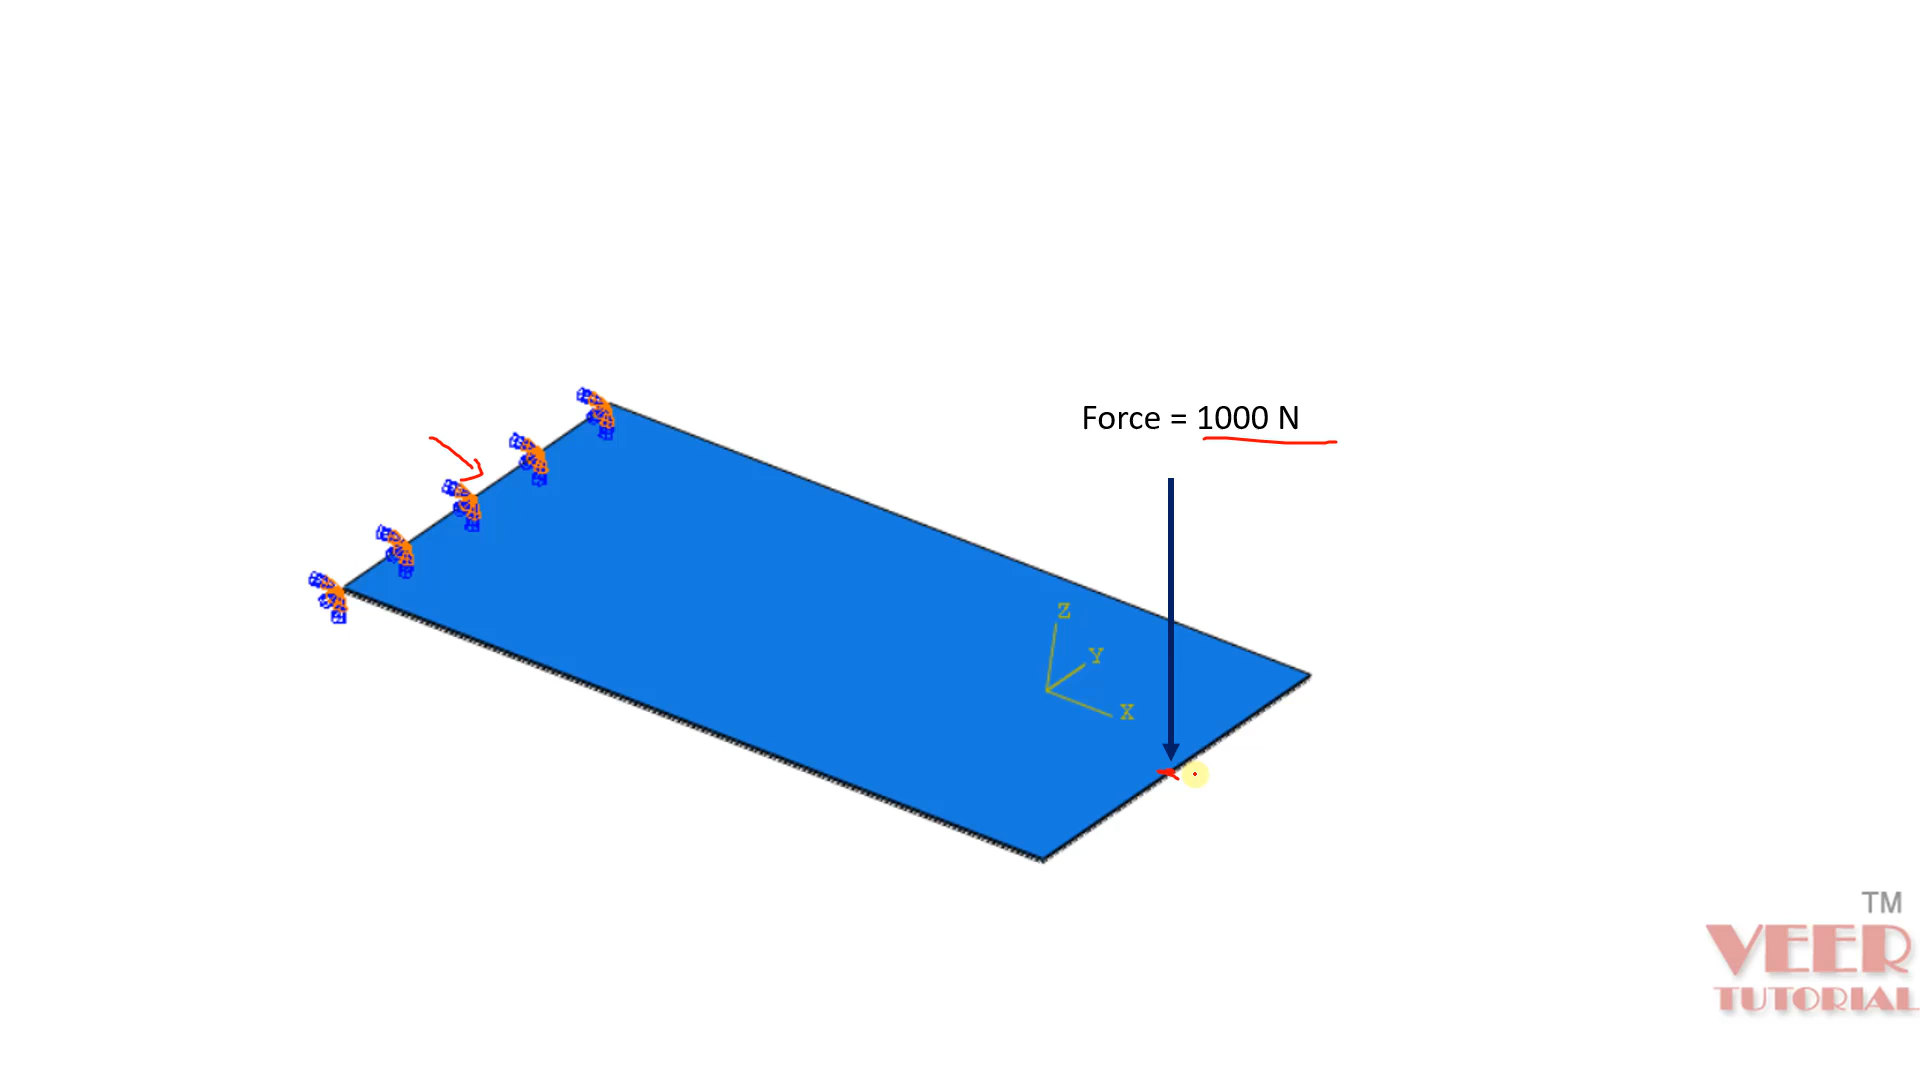 Force = 1000 N
Z
Y
X
TM
VEER
TUTORIAL